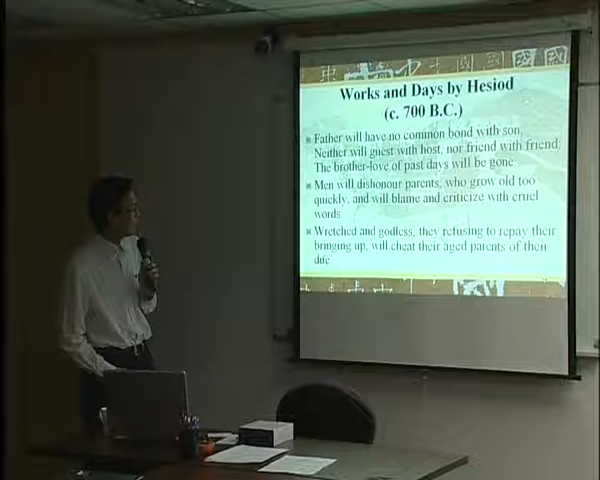 Works and Days by Hesiod
(c. 700 B.C.)
Father will have no common bond with son,
Neither will guest with host, nor friend with friend,
The brother-love of past days will be gone.
Men will dishonour parents, who grow old too
quickly, and will blame and criticize with cruel
words
Wretched and godless, they refusing to repay their
bringing up, will cheat their aged parents of their
due.